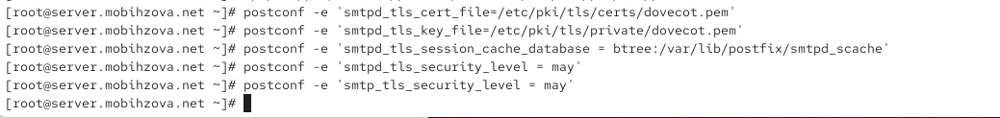 [root@server.mobihzova.net ~]# postconf -e 'smtpd_tls_cert_file=/etc/pki/tls/certs/dovecot.pem'
[root@server.mobihzova.net ~]# postconf -e 'smtpd_tls_key_file=/etc/pki/tls/private/dovecot.pem'
[root@server.mobihzova.net ~]# postconf -e 'smtpd_tls_session_cache_database = btree:/var/lib/postfix/smtpd_scache'
[root@server.mobihzova.net ~]# postconf -e 'smtpd_tls_security_level = may'
[root@server.mobihzova.net ~]# postconf -e 'smtp_tls_security_level = may'
[root@server.mobihzova.net ~]#